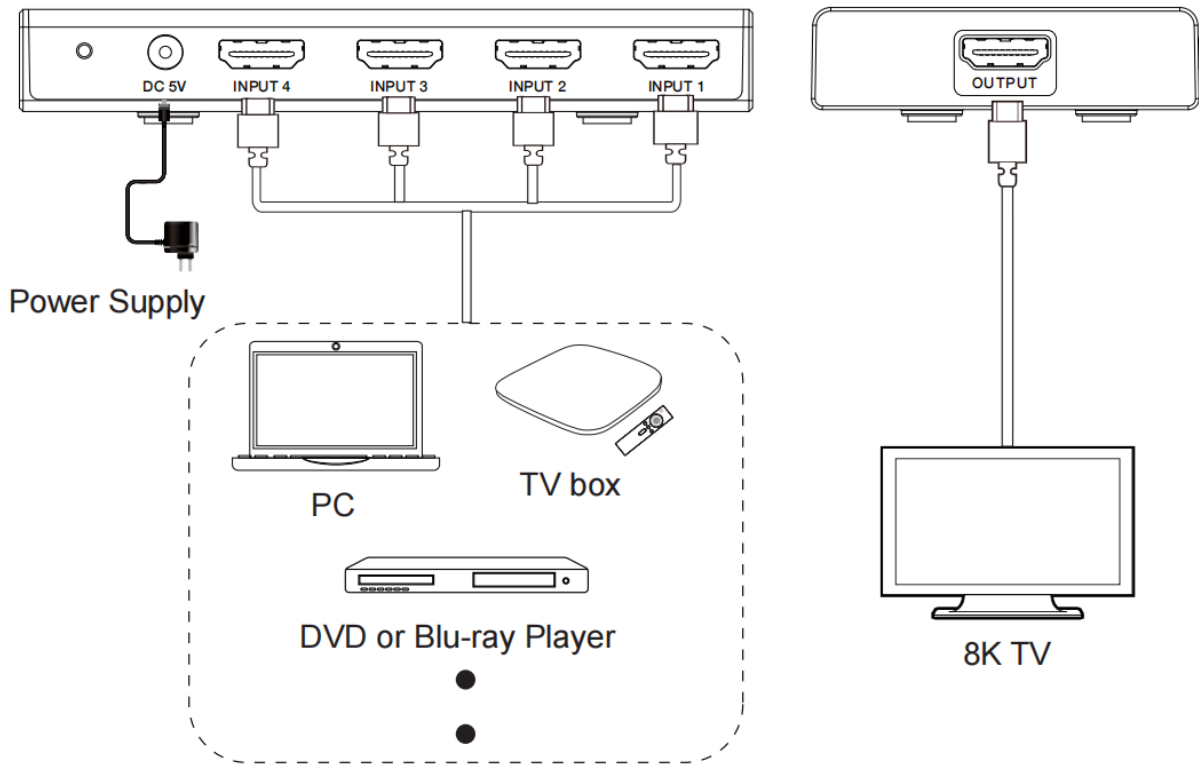 DC 5V
INPUT 4
INPUT 3
INPUT 2
INPUT 1
OUTPUT
Power Supply
PC
TV box
DVD or Blu-ray Player
8K TV